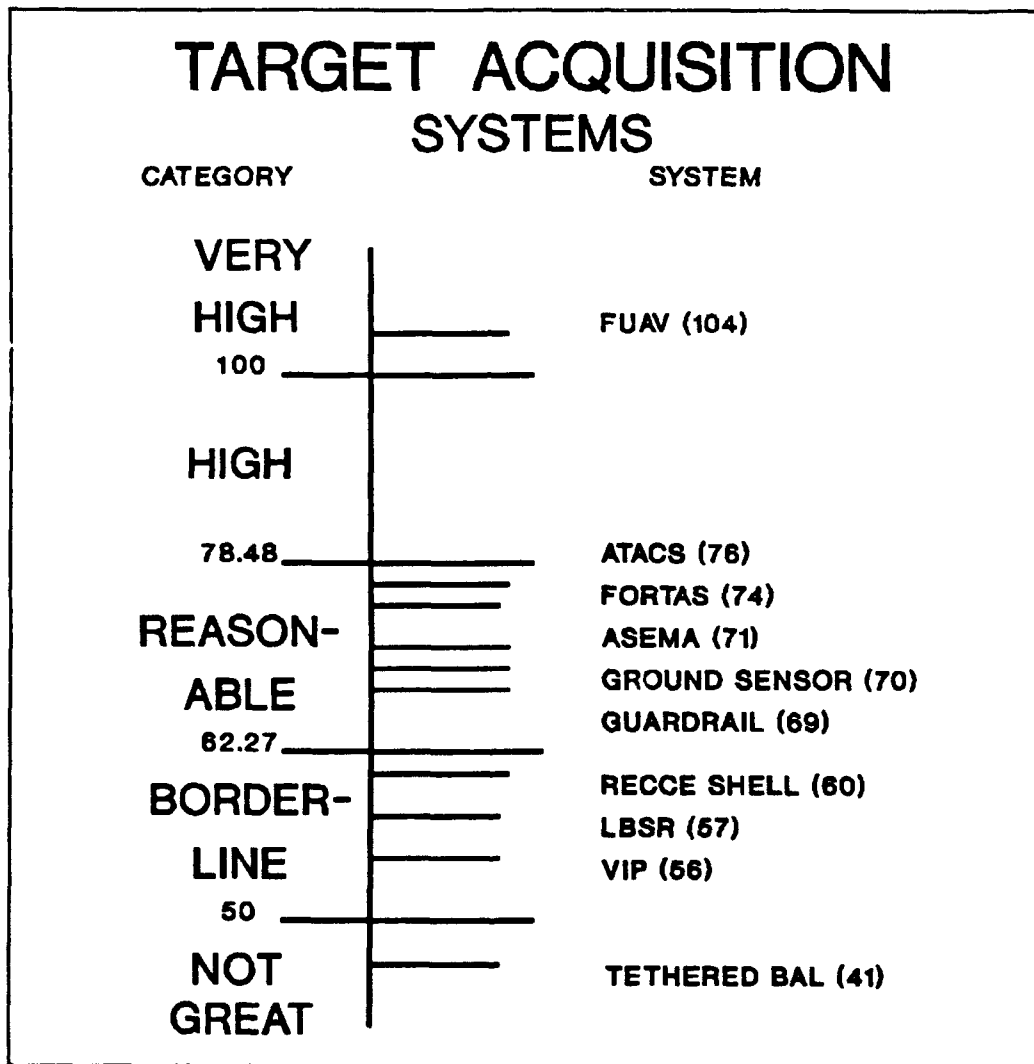 TARGET ACQUISITION
SYSTEMS
CATEGORY SYSTEM
VERY
HIGH FUAV (104)
100
HIGH
78.48 ATACS (76)
FORTAS (74)
REASON- ASEMA (71)
ABLE GROUND SENSOR (70)
62.27 GUARDRAIL (69)
BORDER- RECCE SHELL (60)
LBSR (57)
LINE VIP (56)
50
NOT TETHERED BAL (41)
GREAT